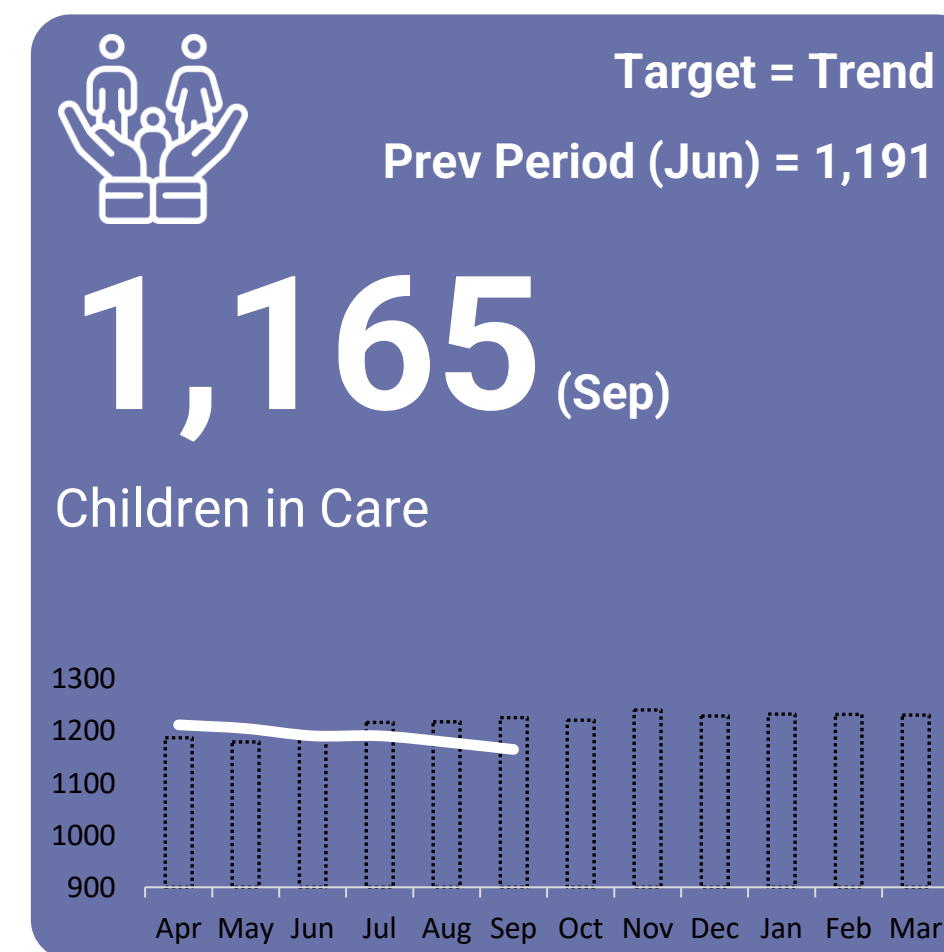 Target = Trend
Prev Period (Jun) = 1,191
1,165 (Sep)
Children in Care
1300
1200
1100
1000
900
Apr May Jun Jul Aug Sep Oct Nov Dec Jan Feb Mar